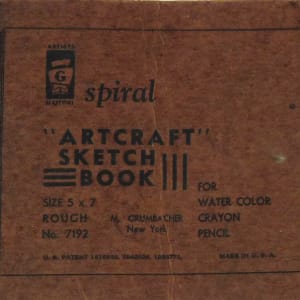 ARTISTS
G
spiral
"ARTCRAFT"
SKETCH
BOOK
SIZE 5 x 7
ROUGH
No. 7192
M. GRUMBACHER
New York
FOR
WATER COLOR
CRAYON
PENCIL
U. S. PATENT
MADE IN U. S. A.